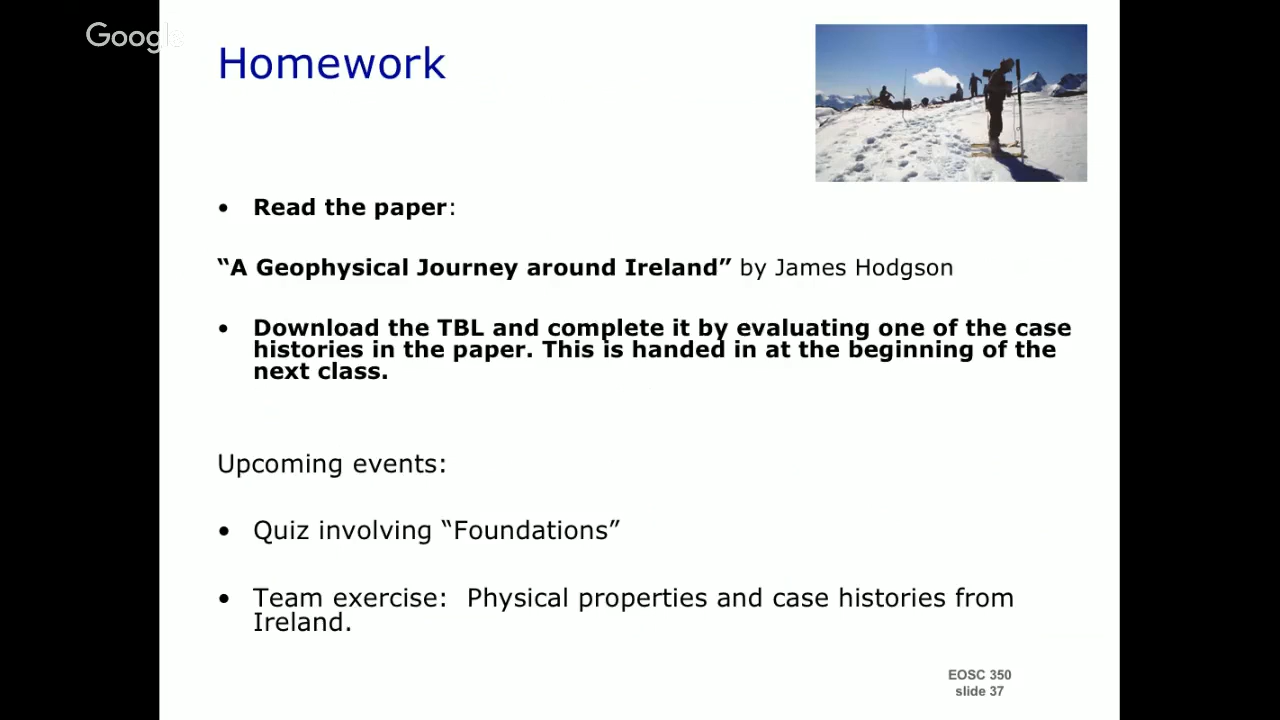 Google
Homework
• Read the paper:
“A Geophysical Journey around Ireland” by James Hodgson
• Download the TBL and complete it by evaluating one of the case
histories in the paper. This is handed in at the beginning of the
next class.
Upcoming events:
• Quiz involving “Foundations”
• Team exercise:  Physical properties and case histories from
Ireland.
EOSC 350
slide 37